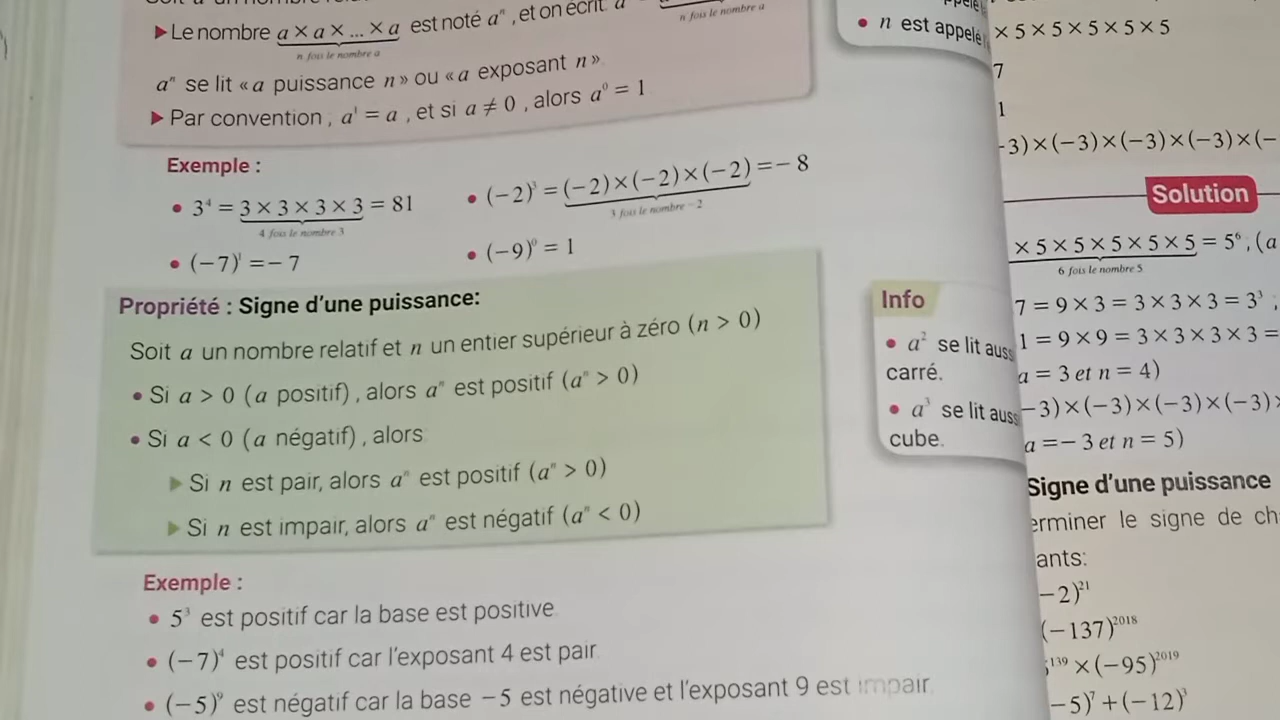 ▶ Le nombre a × a × ... × a est noté aⁿ, et on écrit
n fois le nombre a
n fois le nombre a
aⁿ se lit « a puissance n » ou « a exposant n »
▶ Par convention ; a¹ = a, et si a ≠ 0, alors a⁰ = 1
Exemple :
• 3⁴ = 3 × 3 × 3 × 3 = 81
4 fois le nombre 3
• (−2)³ = (−2)×(−2)×(−2) = − 8
3 fois le nombre −2
• (−7)¹ = − 7
• (−9)⁰ = 1
Propriété : Signe d'une puissance:
Soit a un nombre relatif et n un entier supérieur à zéro (n > 0)
• Si a > 0 (a positif), alors aⁿ est positif (aⁿ > 0)
• Si a < 0 (a négatif), alors
▶ Si n est pair, alors aⁿ est positif (aⁿ > 0)
▶ Si n est impair, alors aⁿ est négatif (aⁿ < 0)
Exemple :
• 5³ est positif car la base est positive
• (−7)⁴ est positif car l'exposant 4 est pair
• (−5)⁹ est négatif car la base −5 est négative et l'exposant 9 est impair
• n est appelé
Info
• a² se lit auss
carré.
• a³ se lit auss
cube.
× 5 × 5 × 5 × 5 × 5
7
1
-3)×(−3)×(−3)×(−3)×(−
Solution
× 5 × 5 × 5 × 5 × 5 = 5⁶, (a
6 fois le nombre 5
7 = 9 × 3 = 3 × 3 × 3 = 3³ ;
1 = 9 × 9 = 3 × 3 × 3 × 3 =
a = 3 et n = 4)
−3)×(−3)×(−3)×(−3)×
a = − 3 et n = 5)
Signe d'une puissance
erminer le signe de ch
ants:
−2)²¹
(−137)²⁰¹⁸
¹³⁹ × (−95)²⁰¹⁹
−5)⁷ + (−12)³